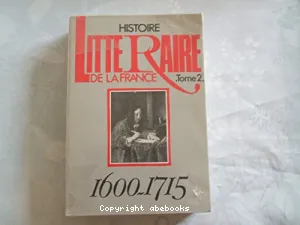 HISTOIRE
LITTERAIRE
DE LA FRANCE .Tome 2.
1600-1715
Copyright abebooks